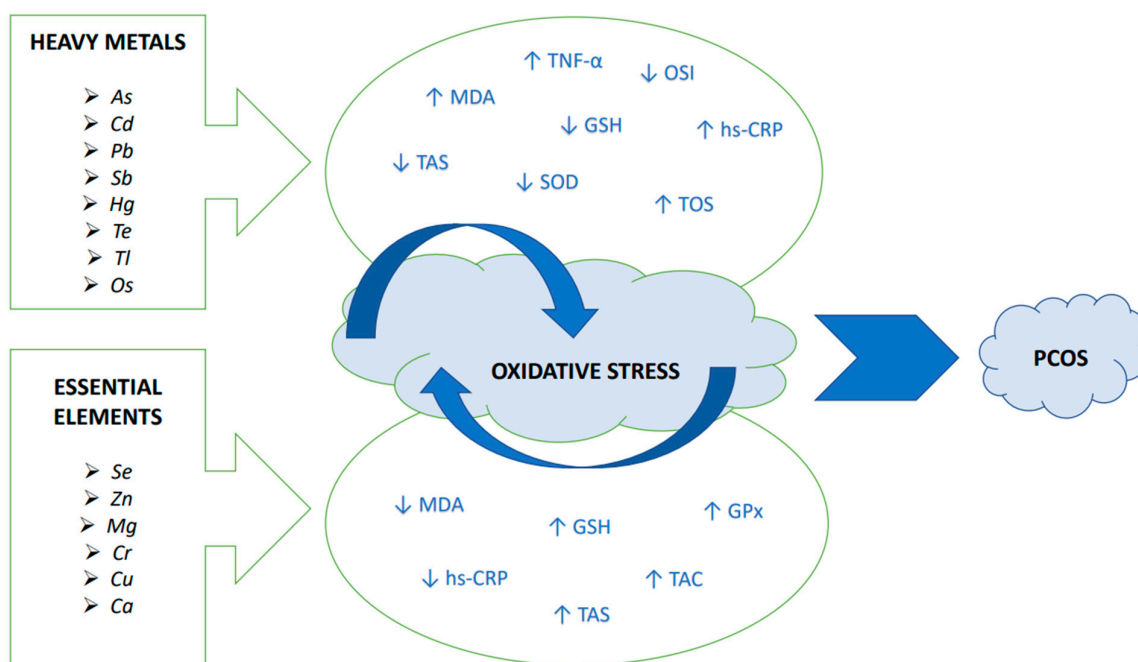 HEAVY METALS
➢ As
➢ Cd
➢ Pb
➢ Sb
➢ Hg
➢ Te
➢ Tl
➢ Os
↑ TNF-α
↓ OSI
↑ MDA
↓ GSH
↑ hs-CRP
↓ TAS
↓ SOD
↑ TOS
OXIDATIVE STRESS
PCOS
ESSENTIAL
ELEMENTS
➢ Se
➢ Zn
➢ Mg
➢ Cr
➢ Cu
➢ Ca
↓ MDA
↑ GSH
↑ GPx
↓ hs-CRP
↑ TAC
↑ TAS